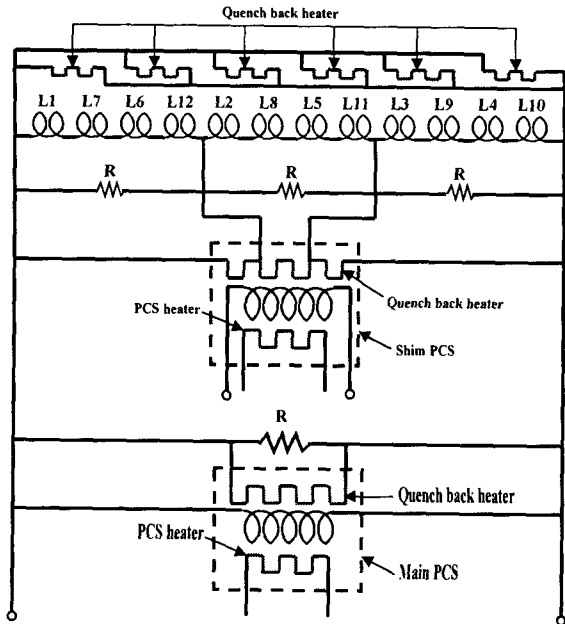 Quench back heater
L1 L7 L6 L12 L2 L8 L5 L11 L3 L9 L4 L10
R R R
PCS heater
Quench back heater
Shim PCS
R
Quench back heater
PCS heater
Main PCS